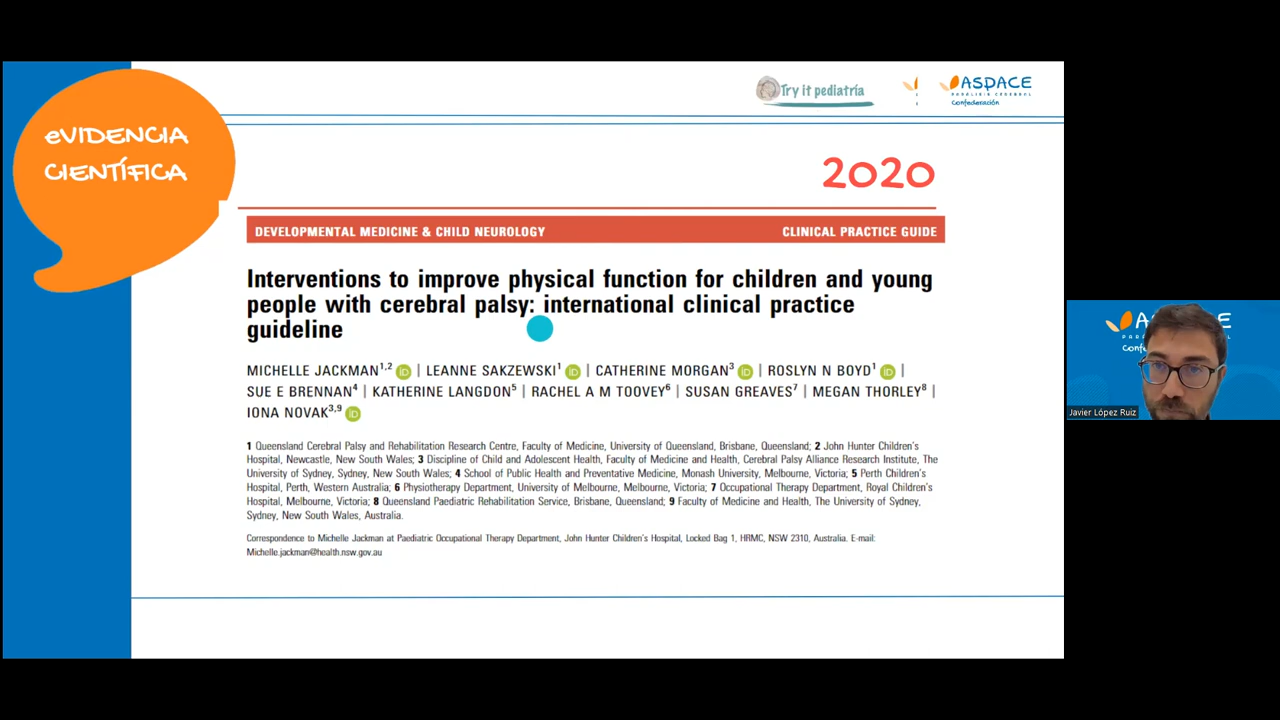 eVIDENCIA
CIENTÍFICA
Try it pediatría
ASPACE
PARÁLISIS CEREBRAL
Confederación
2020
DEVELOPMENTAL MEDICINE & CHILD NEUROLOGY
CLINICAL PRACTICE GUIDE
Interventions to improve physical function for children and young
people with cerebral palsy: international clinical practice
guideline
MICHELLE JACKMAN1,2 iD | LEANNE SAKZEWSKI1 iD | CATHERINE MORGAN3 iD | ROSLYN N BOYD1 iD |
SUE E BRENNAN4 | KATHERINE LANGDON5 | RACHEL A M TOOVEY6 | SUSAN GREAVES7 | MEGAN THORLEY8 |
IONA NOVAK3,9 iD
1 Queensland Cerebral Palsy and Rehabilitation Research Centre, Faculty of Medicine, University of Queensland, Brisbane, Queensland; 2 John Hunter Children's
Hospital, Newcastle, New South Wales; 3 Discipline of Child and Adolescent Health, Faculty of Medicine and Health, Cerebral Palsy Alliance Research Institute, The
University of Sydney, Sydney, New South Wales; 4 School of Public Health and Preventative Medicine, Monash University, Melbourne, Victoria; 5 Perth Children's
Hospital, Perth, Western Australia; 6 Physiotherapy Department, University of Melbourne, Melbourne, Victoria; 7 Occupational Therapy Department, Royal Children's
Hospital, Melbourne, Victoria; 8 Queensland Paediatric Rehabilitation Service, Brisbane, Queensland; 9 Faculty of Medicine and Health, The University of Sydney,
Sydney, New South Wales, Australia.
Correspondence to Michelle Jackman at Paediatric Occupational Therapy Department, John Hunter Children's Hospital, Locked Bag 1, HRMC, NSW 2310, Australia. E-mail:
Michelle.jackman@health.nsw.gov.au
Javier López Ruiz